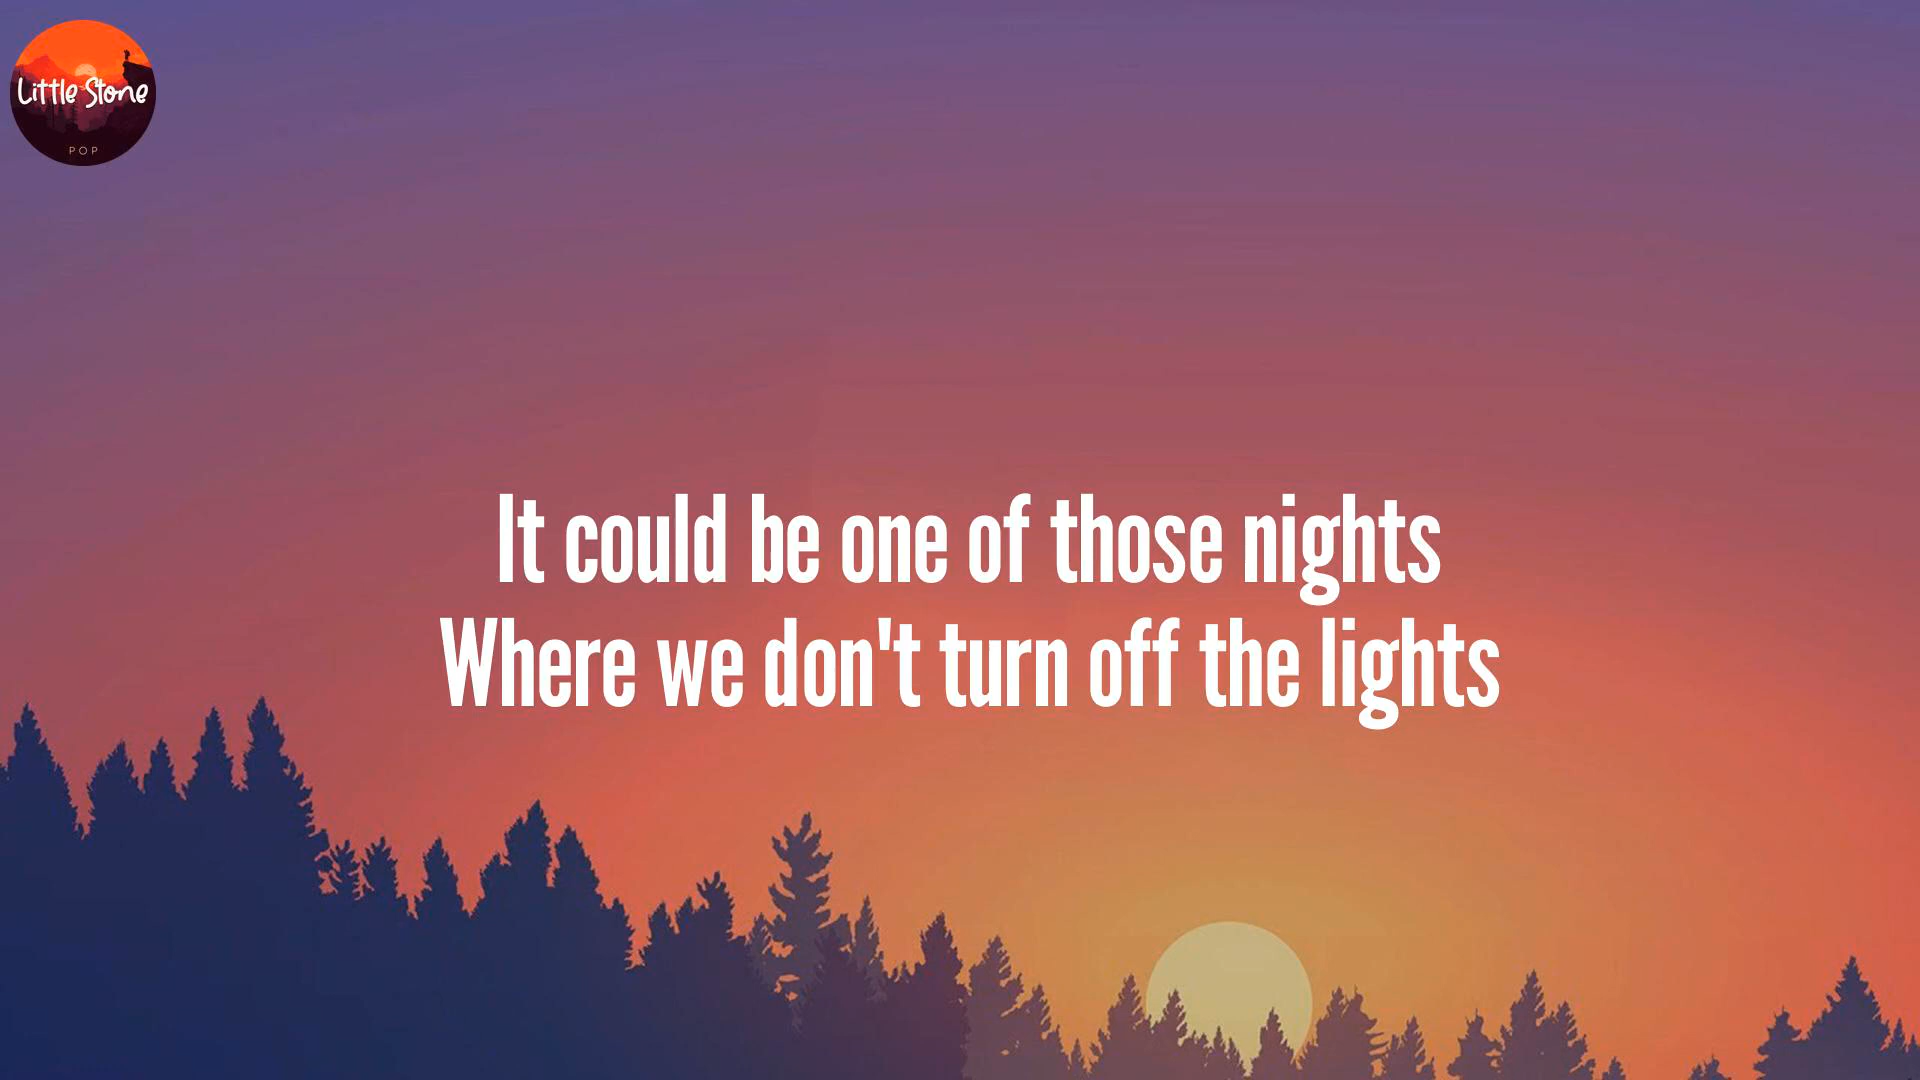 Little Stone
POP
It could be one of those nights
Where we don't turn off the lights